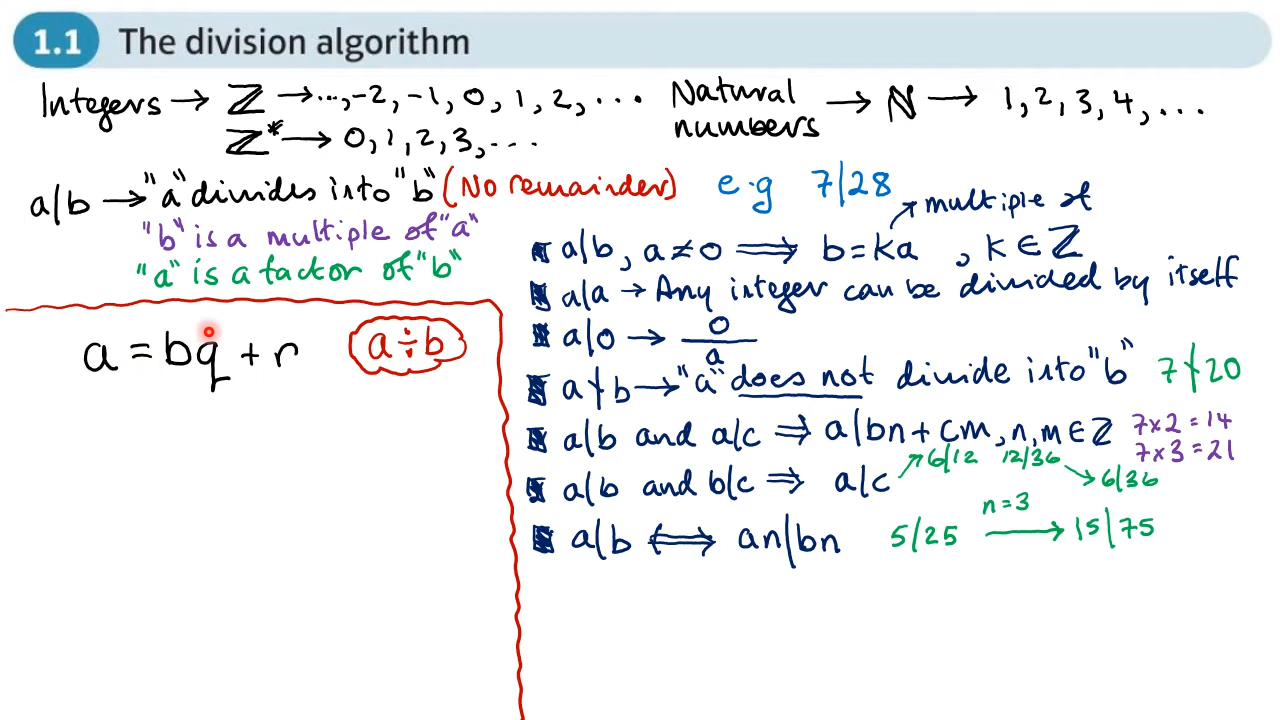 1.1 The division algorithm
Integers → ℤ → ..., -2, -1, 0, 1, 2, ...
ℤ* → 0, 1, 2, 3, ...
Natural numbers → ℕ → 1, 2, 3, 4, ...
a|b → "a" divides into "b" (No remainder) e.g 7|28
"b" is a multiple of "a"
"a" is a factor of "b"
a = bq + r a ÷ b
multiple of
a|b, a ≠ 0 ⟹ b = ka, k ∈ ℤ
a|a → Any integer can be divided by itself
a|0 → 0/a
a∤b → "a" does not divide into "b" 7∤20
a|b and a|c ⇒ a|bn + cm, n, m ∈ ℤ
7×2 = 14
7×3 = 21
a|b and b|c ⇒ a|c
6|12 12|36 → 6|36
a|b ⟺ an|bn 5|25 n=3 → 15|75